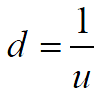 d = 1/u